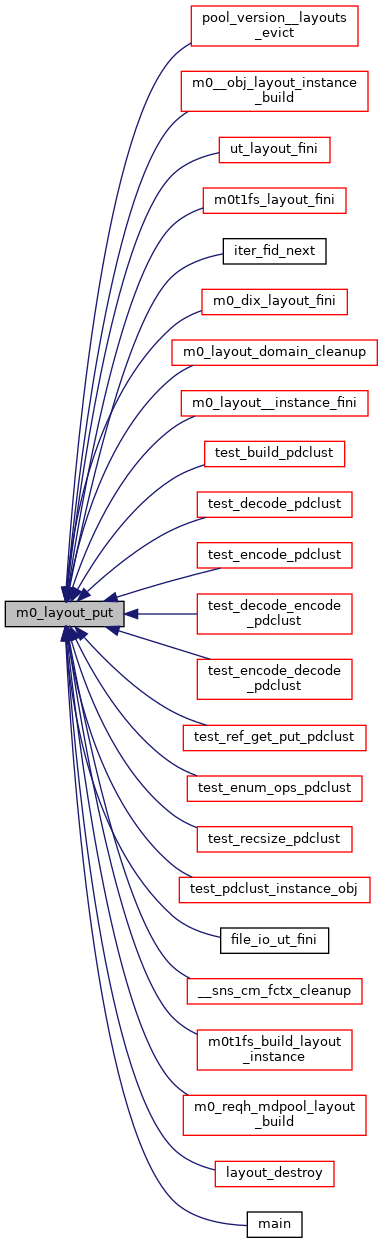 pool_version__layouts
_evict
m0__obj_layout_instance
_build
ut_layout_fini
m0t1fs_layout_fini
iter_fid_next
m0_dix_layout_fini
m0_layout_domain_cleanup
m0_layout__instance_fini
test_build_pdclust
test_decode_pdclust
test_encode_pdclust
m0_layout_put
test_decode_encode
_pdclust
test_encode_decode
_pdclust
test_ref_get_put_pdclust
test_enum_ops_pdclust
test_recsize_pdclust
test_pdclust_instance_obj
file_io_ut_fini
__sns_cm_fctx_cleanup
m0t1fs_build_layout
_instance
m0_reqh_mdpool_layout
_build
layout_destroy
main